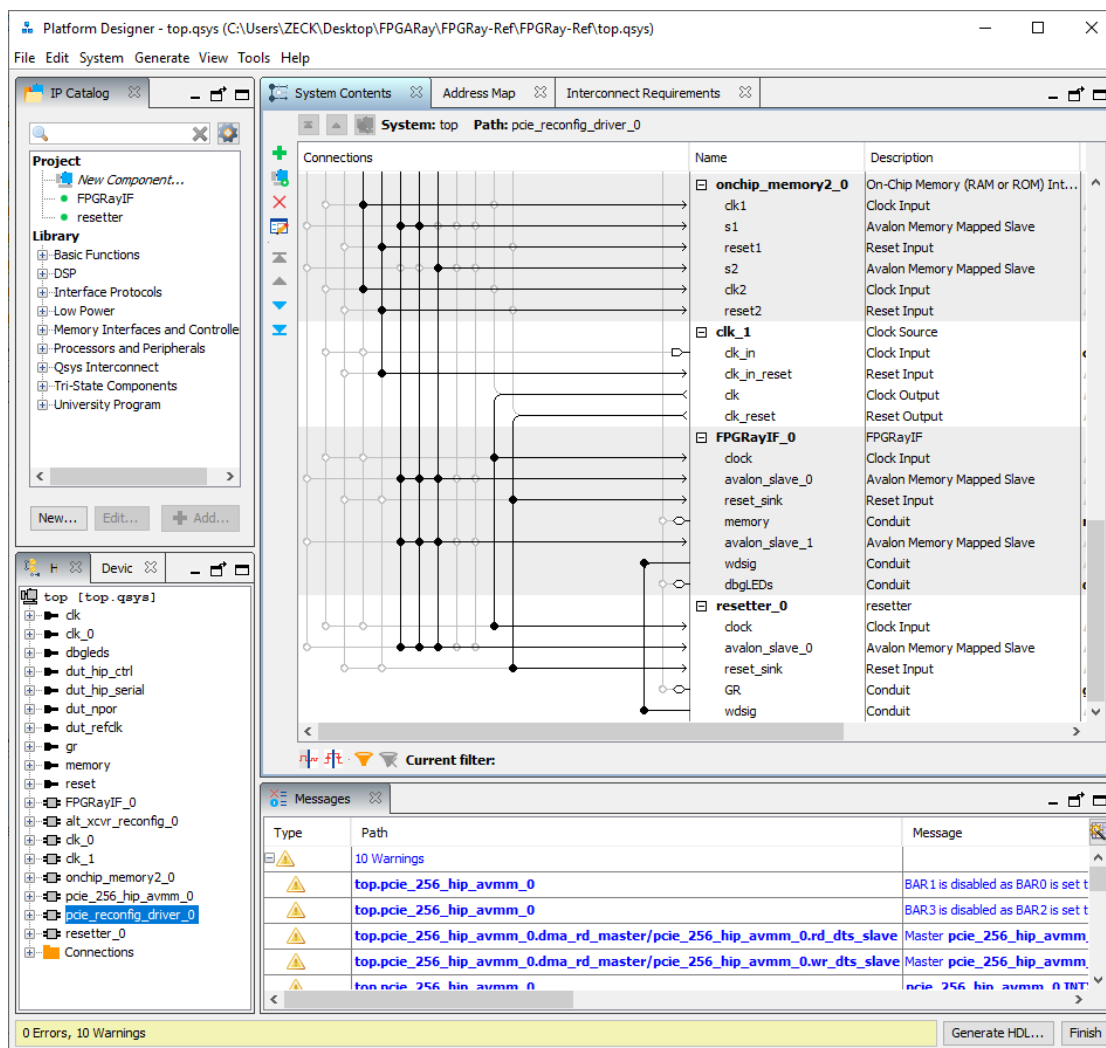 Platform Designer - top.qsys (C:\Users\ZECK\Desktop\FPGARay\FPGRay-Ref\FPGRay-Ref\top.qsys)
File Edit System Generate View Tools Help
IP Catalog
Project
New Component...
FPGRayIF
resetter
Library
Basic Functions
DSP
Interface Protocols
Low Power
Memory Interfaces and Controlle
Processors and Peripherals
Qsys Interconnect
Tri-State Components
University Program
New... Edit... Add...
H Devic
top [top.qsys]
clk
clk_0
dbgleds
dut_hip_ctrl
dut_hip_serial
dut_npor
dut_refclk
gr
memory
reset
FPGRayIF_0
alt_xcvr_reconfig_0
clk_0
clk_1
onchip_memory2_0
pcie_256_hip_avmm_0
pcie_reconfig_driver_0
resetter_0
Connections
System Contents Address Map Interconnect Requirements
System: top Path: pcie_reconfig_driver_0
Connections Name Description
onchip_memory2_0 On-Chip Memory (RAM or ROM) Int...
clk1 Clock Input
s1 Avalon Memory Mapped Slave
reset1 Reset Input
s2 Avalon Memory Mapped Slave
clk2 Clock Input
reset2 Reset Input
clk_1 Clock Source
clk_in Clock Input
clk_in_reset Reset Input
clk Clock Output
clk_reset Reset Output
FPGRayIF_0 FPGRayIF
clock Clock Input
avalon_slave_0 Avalon Memory Mapped Slave
reset_sink Reset Input
memory Conduit
avalon_slave_1 Avalon Memory Mapped Slave
wdsig Conduit
dbgLEDs Conduit
resetter_0 resetter
clock Clock Input
avalon_slave_0 Avalon Memory Mapped Slave
reset_sink Reset Input
GR Conduit
wdsig Conduit
Current filter:
Messages
Type Path Message
10 Warnings
top.pcie_256_hip_avmm_0 BAR1 is disabled as BAR0 is set t
top.pcie_256_hip_avmm_0 BAR3 is disabled as BAR2 is set t
top.pcie_256_hip_avmm_0.dma_rd_master/pcie_256_hip_avmm_0.rd_dts_slave Master pcie_256_hip_avmm_
top.pcie_256_hip_avmm_0.dma_rd_master/pcie_256_hip_avmm_0.wr_dts_slave Master pcie_256_hip_avmm_
top.pcie_256_hip_avmm_0 pcie_256_hip_avmm_0.INT
0 Errors, 10 Warnings
Generate HDL... Finish